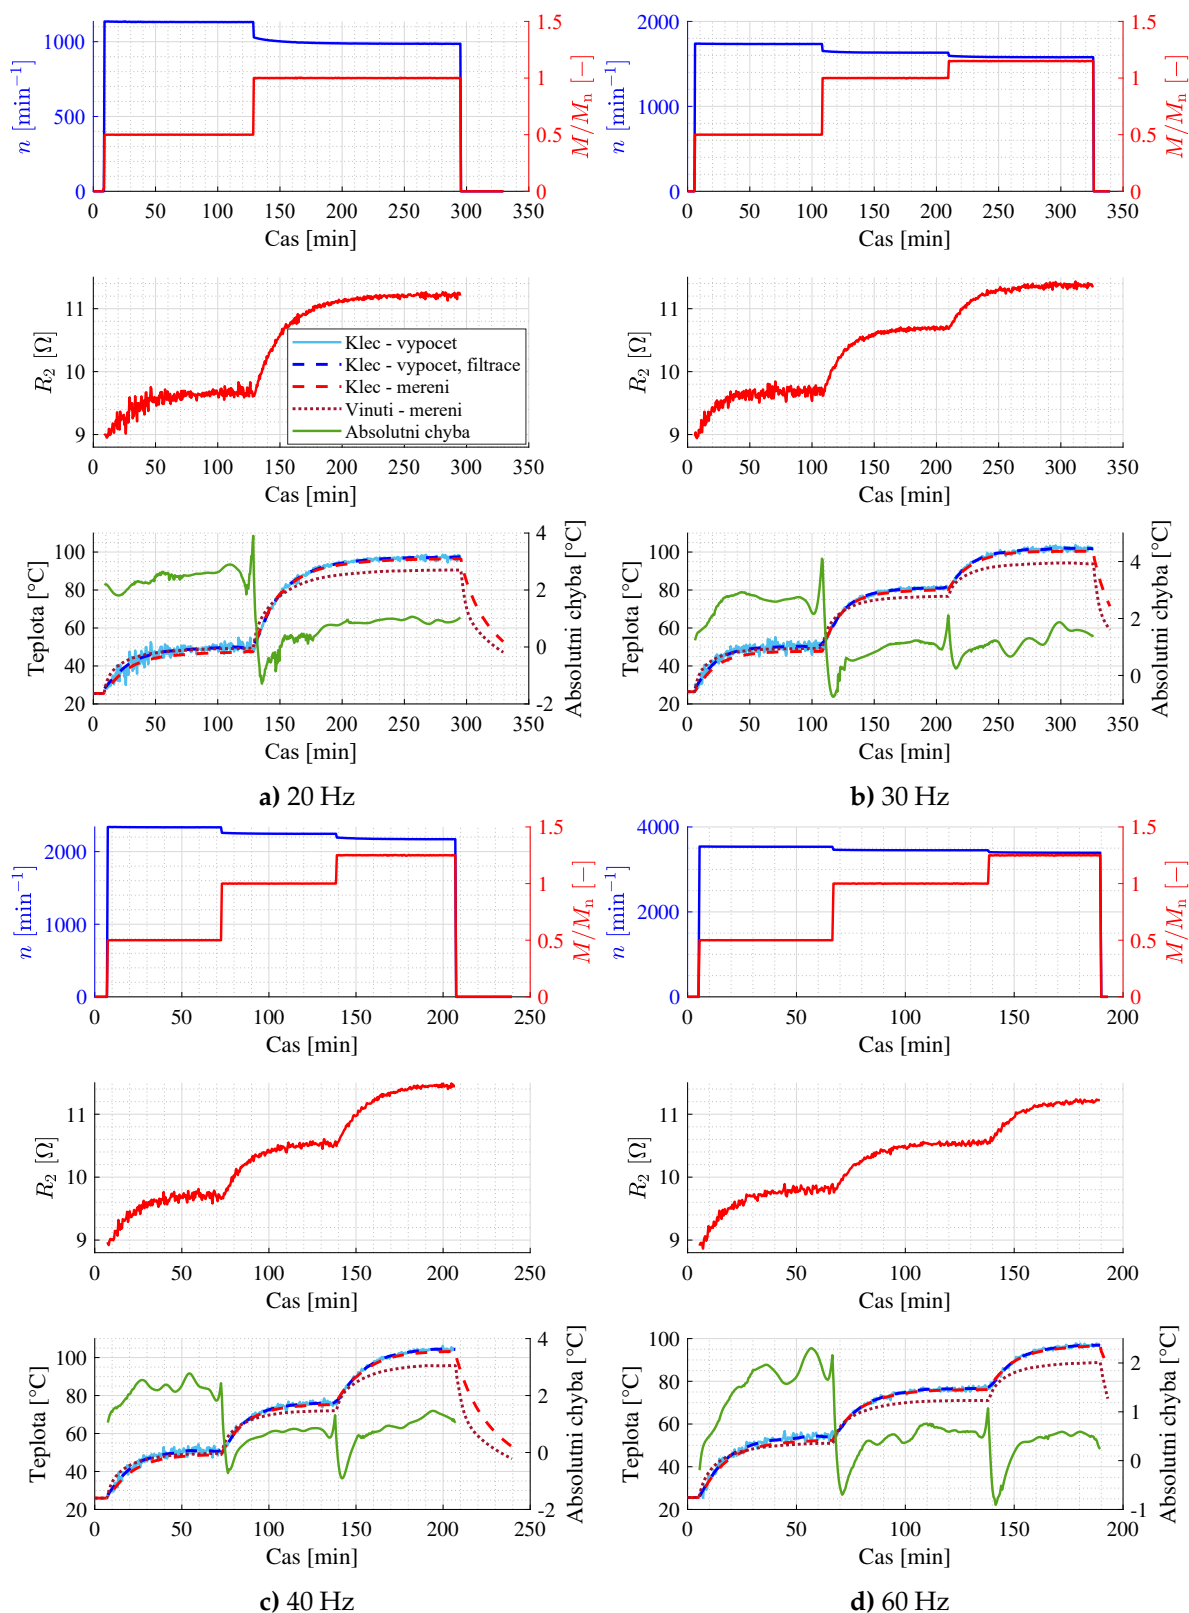 1000
500
0
n [min⁻¹]
1.5
1
0.5
0
M/Mₙ [−]
0 50 100 150 200 250 300 350
Cas [min]
2000
1000
0
n [min⁻¹]
1.5
1
0.5
0
M/Mₙ [−]
0 50 100 150 200 250 300 350
Cas [min]
11
10
9
R₂ [Ω]
Klec - vypocet
Klec - vypocet, filtrace
Klec - mereni
Vinuti - mereni
Absolutni chyba
0 50 100 150 200 250 300 350
Cas [min]
11
10
9
R₂ [Ω]
0 50 100 150 200 250 300 350
Cas [min]
100
80
60
40
20
Teplota [°C]
4
2
0
-2
Absolutni chyba [°C]
0 50 100 150 200 250 300 350
Cas [min]
100
80
60
40
20
Teplota [°C]
4
2
0
Absolutni chyba [°C]
0 50 100 150 200 250 300 340
Cas [min]
a) 20 Hz
b) 30 Hz
2000
1000
0
n [min⁻¹]
1.5
1
0.5
0
M/Mₙ [−]
0 50 100 150 200 250
Cas [min]
4000
2000
0
n [min⁻¹]
1.5
1
0.5
0
M/Mₙ [−]
0 50 100 150 200
Cas [min]
11
10
9
R₂ [Ω]
0 50 100 150 200 250
Cas [min]
11
10
9
R₂ [Ω]
0 50 100 150 200
Cas [min]
100
80
60
40
20
Teplota [°C]
4
2
0
-2
Absolutni chyba [°C]
0 50 100 150 200 250
Cas [min]
100
80
60
40
20
Teplota [°C]
2
1
0
-1
Absolutni chyba [°C]
0 50 100 150 200
Cas [min]
c) 40 Hz
d) 60 Hz